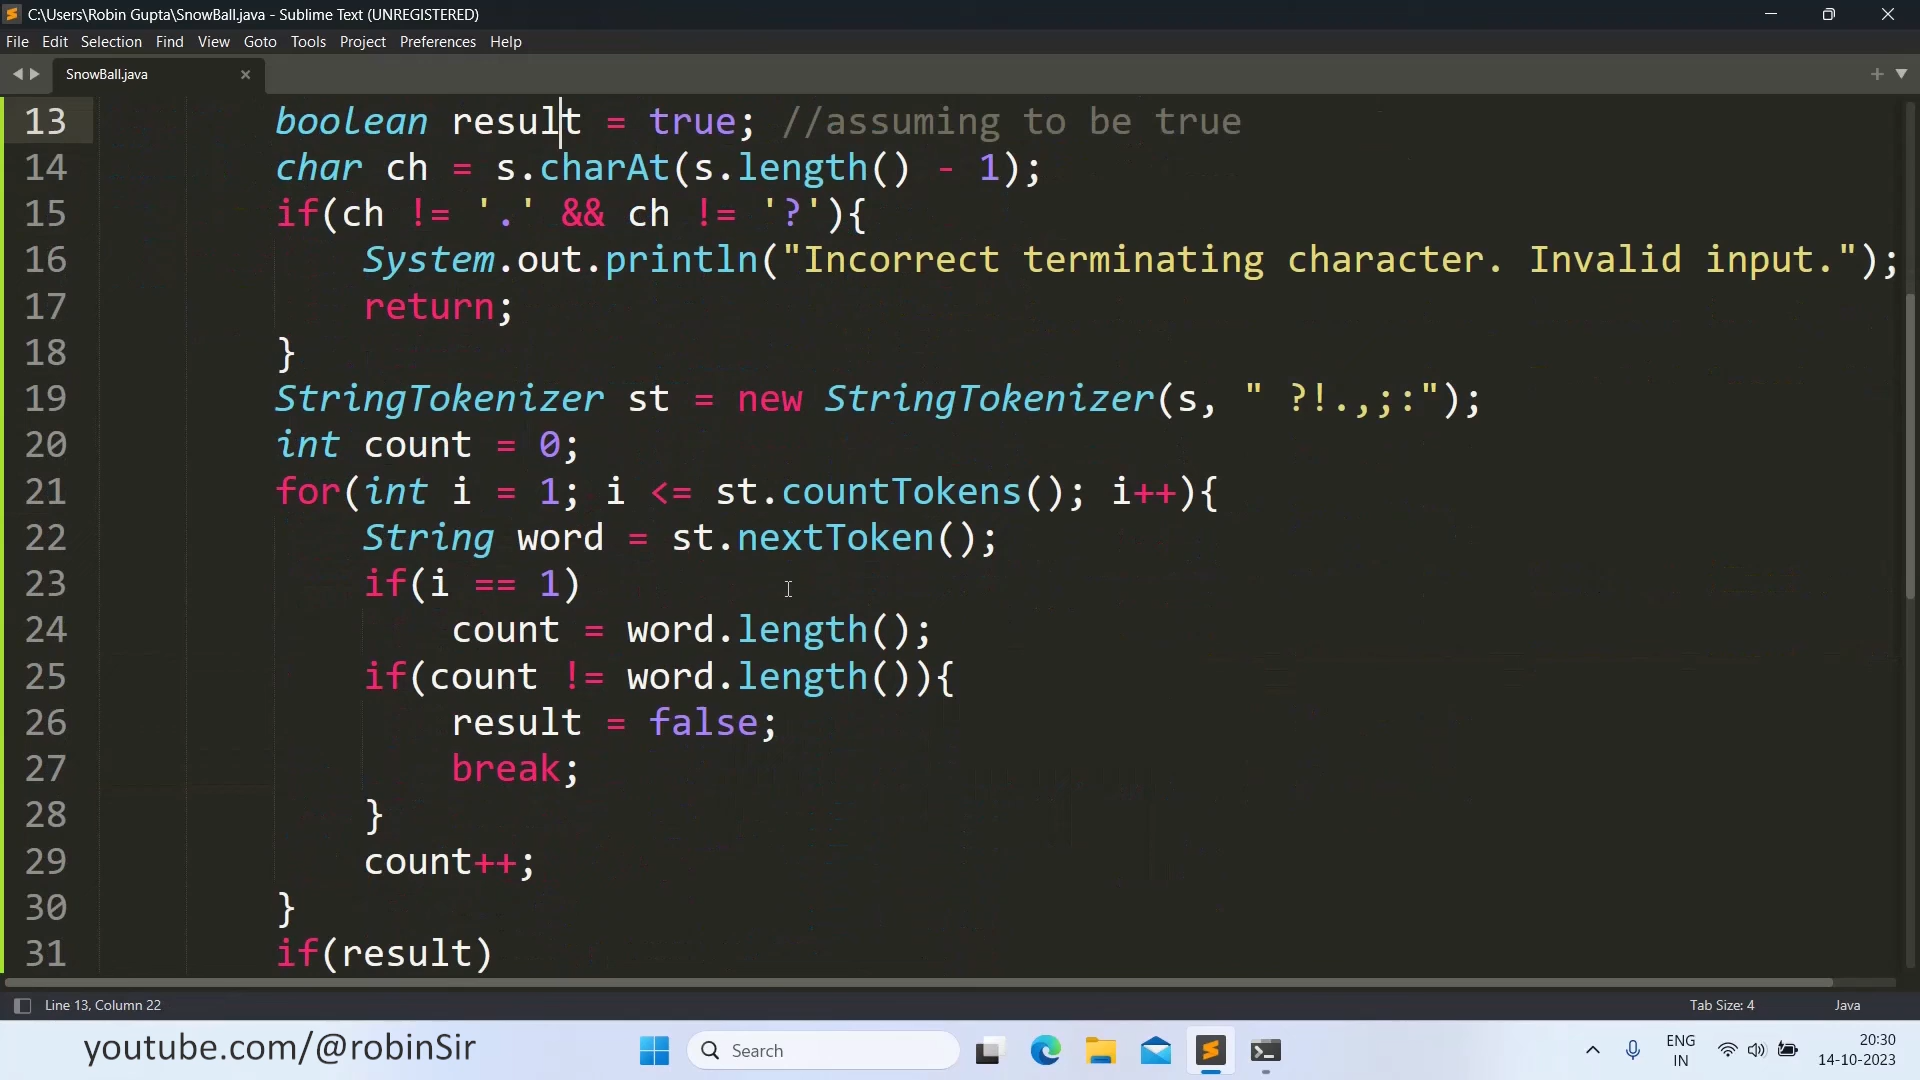 C:\Users\Robin Gupta\SnowBall.java - Sublime Text (UNREGISTERED)
File Edit Selection Find View Goto Tools Project Preferences Help
SnowBall.java
13 boolean result = true; //assuming to be true
14 char ch = s.charAt(s.length() - 1);
15 if(ch != '.' && ch != '?'){
16 System.out.println("Incorrect terminating character. Invalid input.");
17 return;
18 }
19 StringTokenizer st = new StringTokenizer(s, " ?!.,;:");
20 int count = 0;
21 for(int i = 1; i <= st.countTokens(); i++){
22 String word = st.nextToken();
23 if(i == 1)
24 count = word.length();
25 if(count != word.length()){
26 result = false;
27 break;
28 }
29 count++;
30 }
31 if(result)
Line 13, Column 22
Tab Size: 4
Java
youtube.com/@robinSir
Search
ENG
IN
20:30
14-10-2023